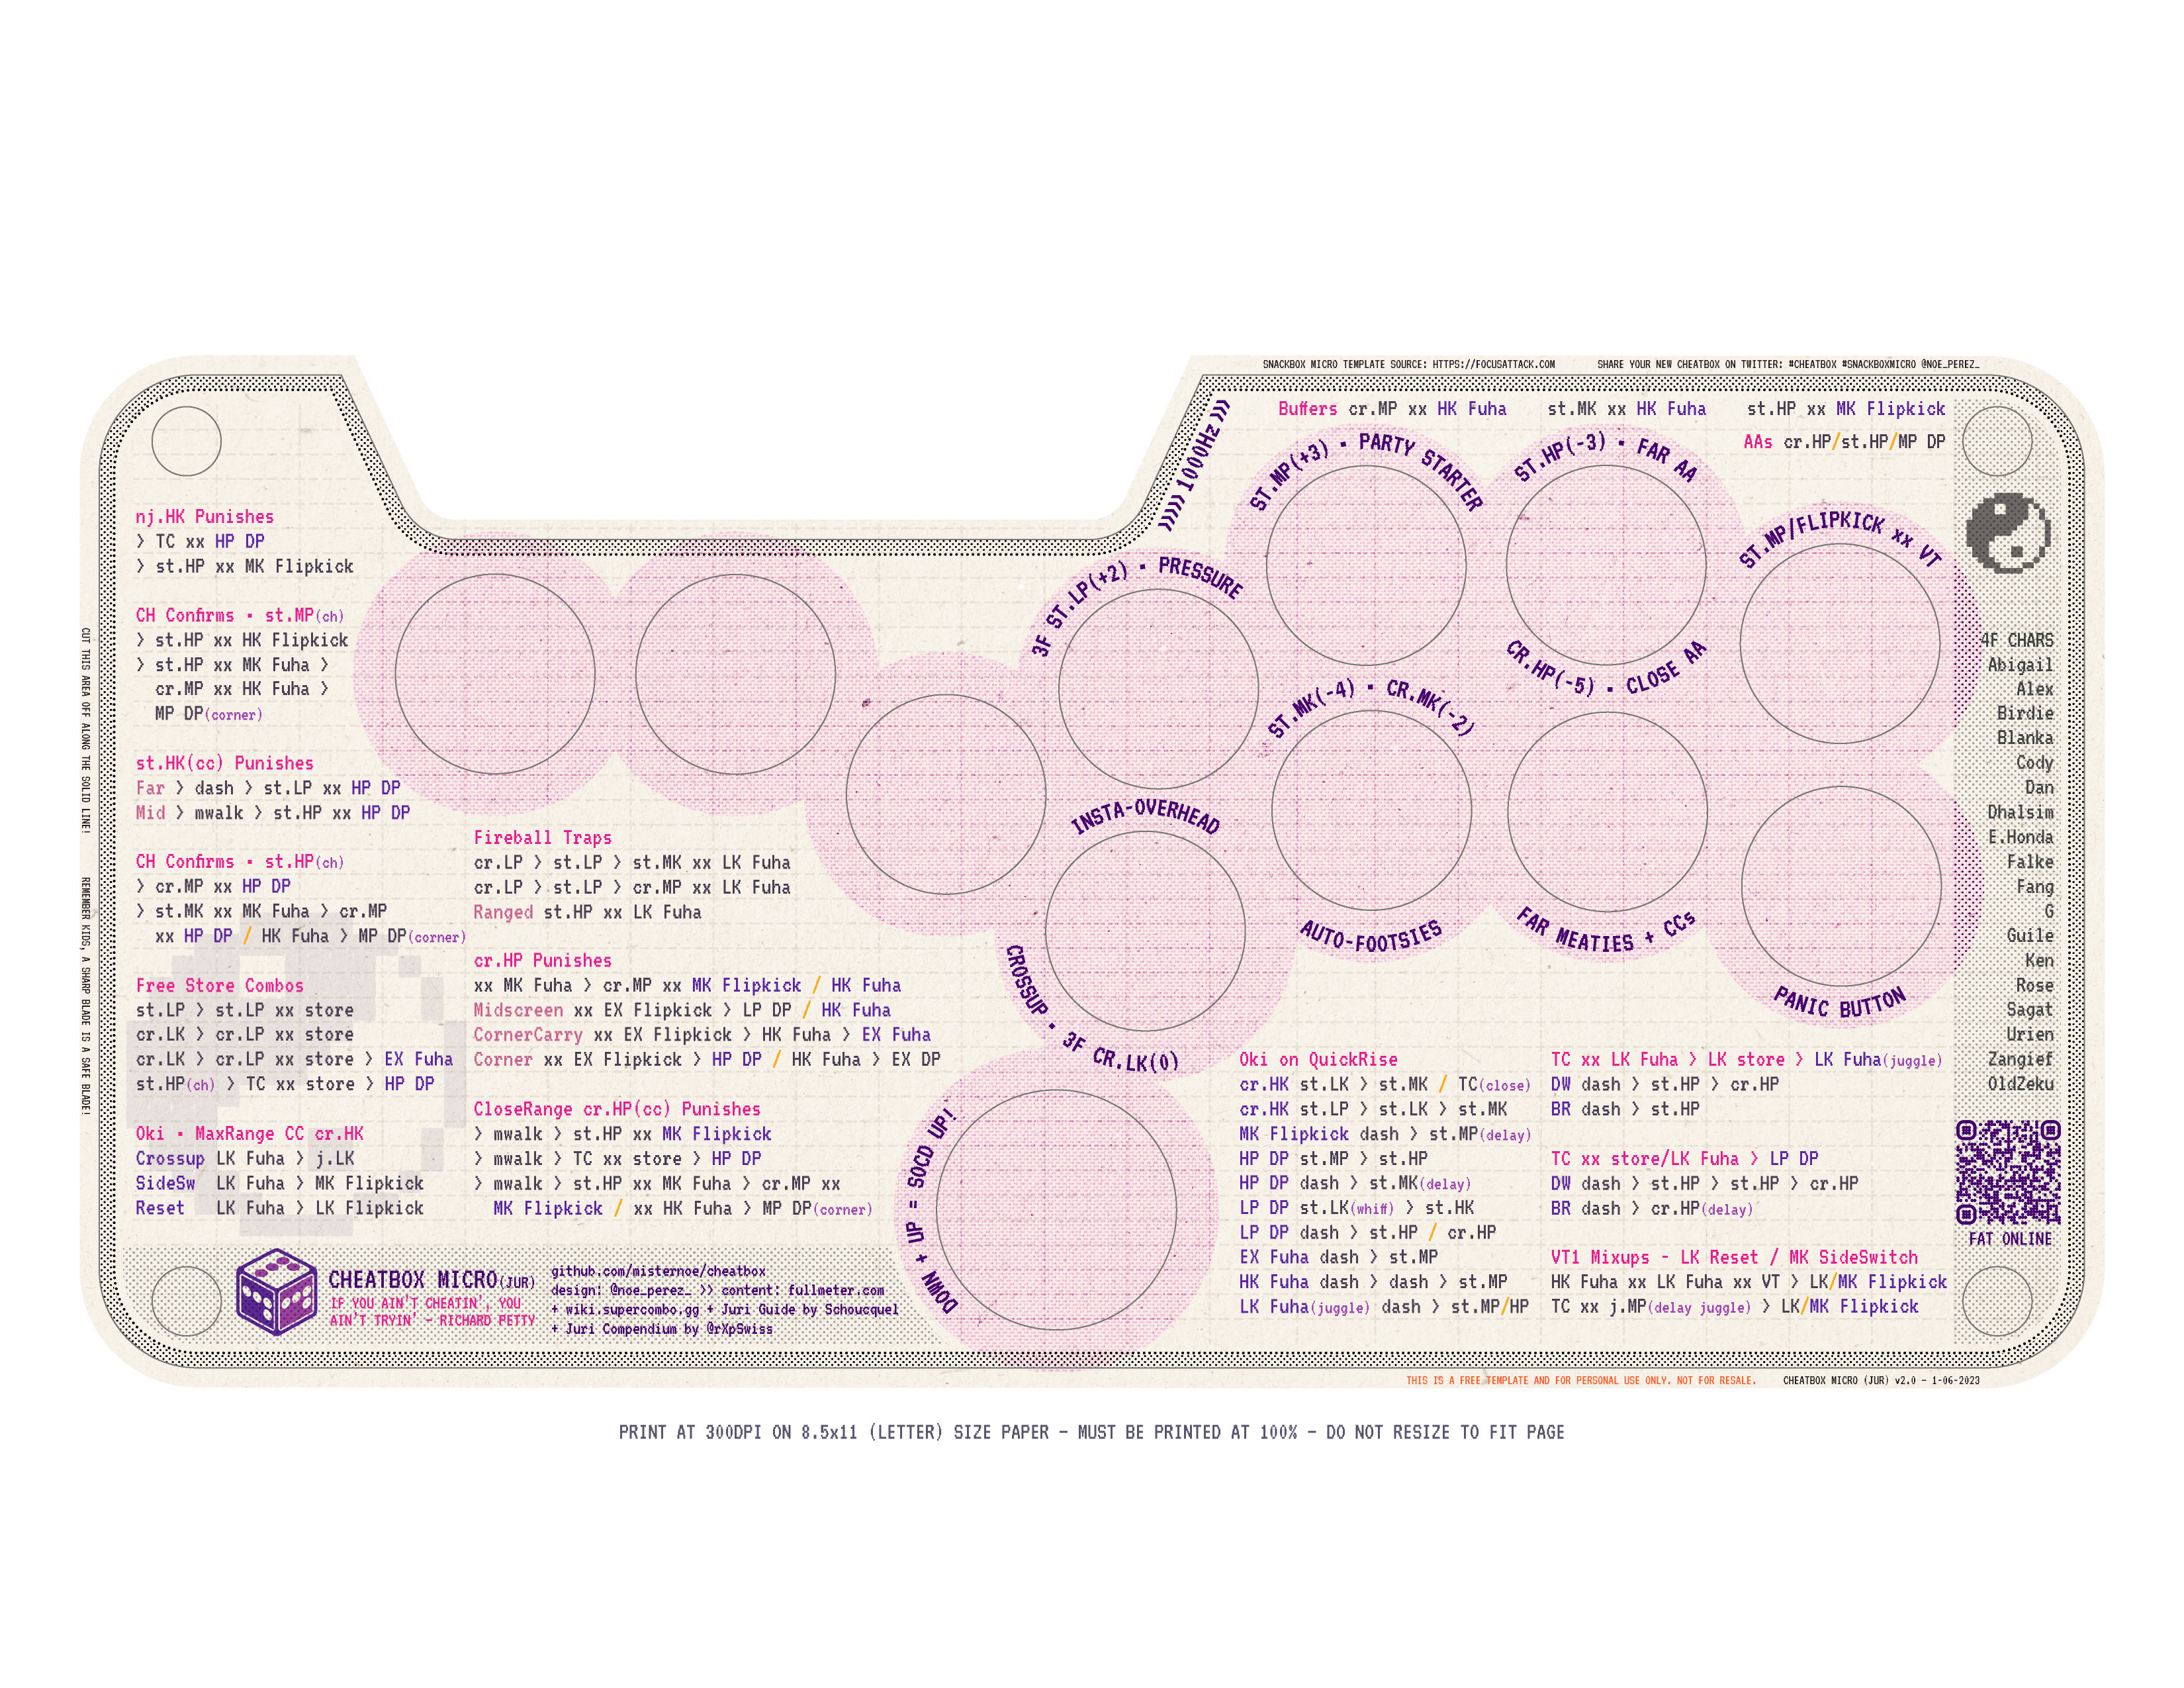 SNACKBOX MICRO TEMPLATE SOURCE: HTTPS://FOCUSATTACK.COM
SHARE YOUR NEW CHEATBOX ON TWITTER: #CHEATBOX #SNACKBOXMICRO @NOE_PEREZ_
Buffers cr.MP xx HK Fuha
st.MK xx HK Fuha
st.HP xx MK Flipkick
AAs cr.HP/st.HP/MP DP
⟩⟩⟩⟩⟩ 1000Hz ⟩⟩⟩
ST.MP(+3) ▪ PARTY STARTER
ST.HP(-3) ▪ FAR AA
ST.MP/FLIPKICK xx VT
3F ST.LP(+2) ▪ PRESSURE
CR.HP(-5) ▪ CLOSE AA
ST.MK(-4) ▪ CR.MK(-2)
INSTA-OVERHEAD
AUTO-FOOTSIES
FAR MEATIES + CCs
PANIC BUTTON
CROSSUP ▪ 3F CR.LK(0)
DOWN + UP = SOCD UP!
CUT THIS AREA OFF ALONG THE SOLID LINE!
REMEMBER KIDS, A SHARP BLADE IS A SAFE BLADE!
nj.HK Punishes
> TC xx HP DP
> st.HP xx MK Flipkick
CH Confirms ▪ st.MP(ch)
> st.HP xx HK Flipkick
> st.HP xx MK Fuha >
cr.MP xx HK Fuha >
MP DP(corner)
st.HK(cc) Punishes
Far > dash > st.LP xx HP DP
Mid > mwalk > st.HP xx HP DP
CH Confirms ▪ st.HP(ch)
> cr.MP xx HP DP
> st.MK xx MK Fuha > cr.MP
xx HP DP / HK Fuha > MP DP(corner)
Free Store Combos
st.LP > st.LP xx store
cr.LK > cr.LP xx store
cr.LK > cr.LP xx store > EX Fuha
st.HP(ch) > TC xx store > HP DP
Oki ▪ MaxRange CC cr.HK
Crossup LK Fuha > j.LK
SideSw LK Fuha > MK Flipkick
Reset LK Fuha > LK Flipkick
Fireball Traps
cr.LP > st.LP > st.MK xx LK Fuha
cr.LP > st.LP > cr.MP xx LK Fuha
Ranged st.HP xx LK Fuha
cr.HP Punishes
xx MK Fuha > cr.MP xx MK Flipkick / HK Fuha
Midscreen xx EX Flipkick > LP DP / HK Fuha
CornerCarry xx EX Flipkick > HK Fuha > EX Fuha
Corner xx EX Flipkick > HP DP / HK Fuha > EX DP
CloseRange cr.HP(cc) Punishes
> mwalk > st.HP xx MK Flipkick
> mwalk > TC xx store > HP DP
> mwalk > st.HP xx MK Fuha > cr.MP xx
MK Flipkick / xx HK Fuha > MP DP(corner)
Oki on QuickRise
cr.HK st.LK > st.MK / TC(close)
cr.HK st.LP > st.LK > st.MK
MK Flipkick dash > st.MP(delay)
HP DP st.MP > st.HP
HP DP dash > st.MK(delay)
LP DP st.LK(whiff) > st.HK
LP DP dash > st.HP / cr.HP
EX Fuha dash > st.MP
HK Fuha dash > dash > st.MP
LK Fuha(juggle) dash > st.MP/HP
TC xx LK Fuha > LK store > LK Fuha(juggle)
DW dash > st.HP > cr.HP
BR dash > st.HP
TC xx store/LK Fuha > LP DP
DW dash > st.HP > st.HP > cr.HP
BR dash > cr.HP(delay)
VT1 Mixups - LK Reset / MK SideSwitch
HK Fuha xx LK Fuha xx VT > LK/MK Flipkick
TC xx j.MP(delay juggle) > LK/MK Flipkick
4F CHARS
Abigail
Alex
Birdie
Blanka
Cody
Dan
Dhalsim
E.Honda
Falke
Fang
G
Guile
Ken
Rose
Sagat
Urien
Zangief
OldZeku
FAT ONLINE
CHEATBOX MICRO(JUR)
IF YOU AIN'T CHEATIN', YOU
AIN'T TRYIN' - RICHARD PETTY
github.com/misternoe/cheatbox
design: @noe_perez_ >> content: fullmeter.com
+ wiki.supercombo.gg + Juri Guide by Schoucquel
+ Juri Compendium by @rXpSwiss
THIS IS A FREE TEMPLATE AND FOR PERSONAL USE ONLY. NOT FOR RESALE.
CHEATBOX MICRO (JUR) v2.0 - 1-06-2023
PRINT AT 300DPI ON 8.5x11 (LETTER) SIZE PAPER - MUST BE PRINTED AT 100% - DO NOT RESIZE TO FIT PAGE